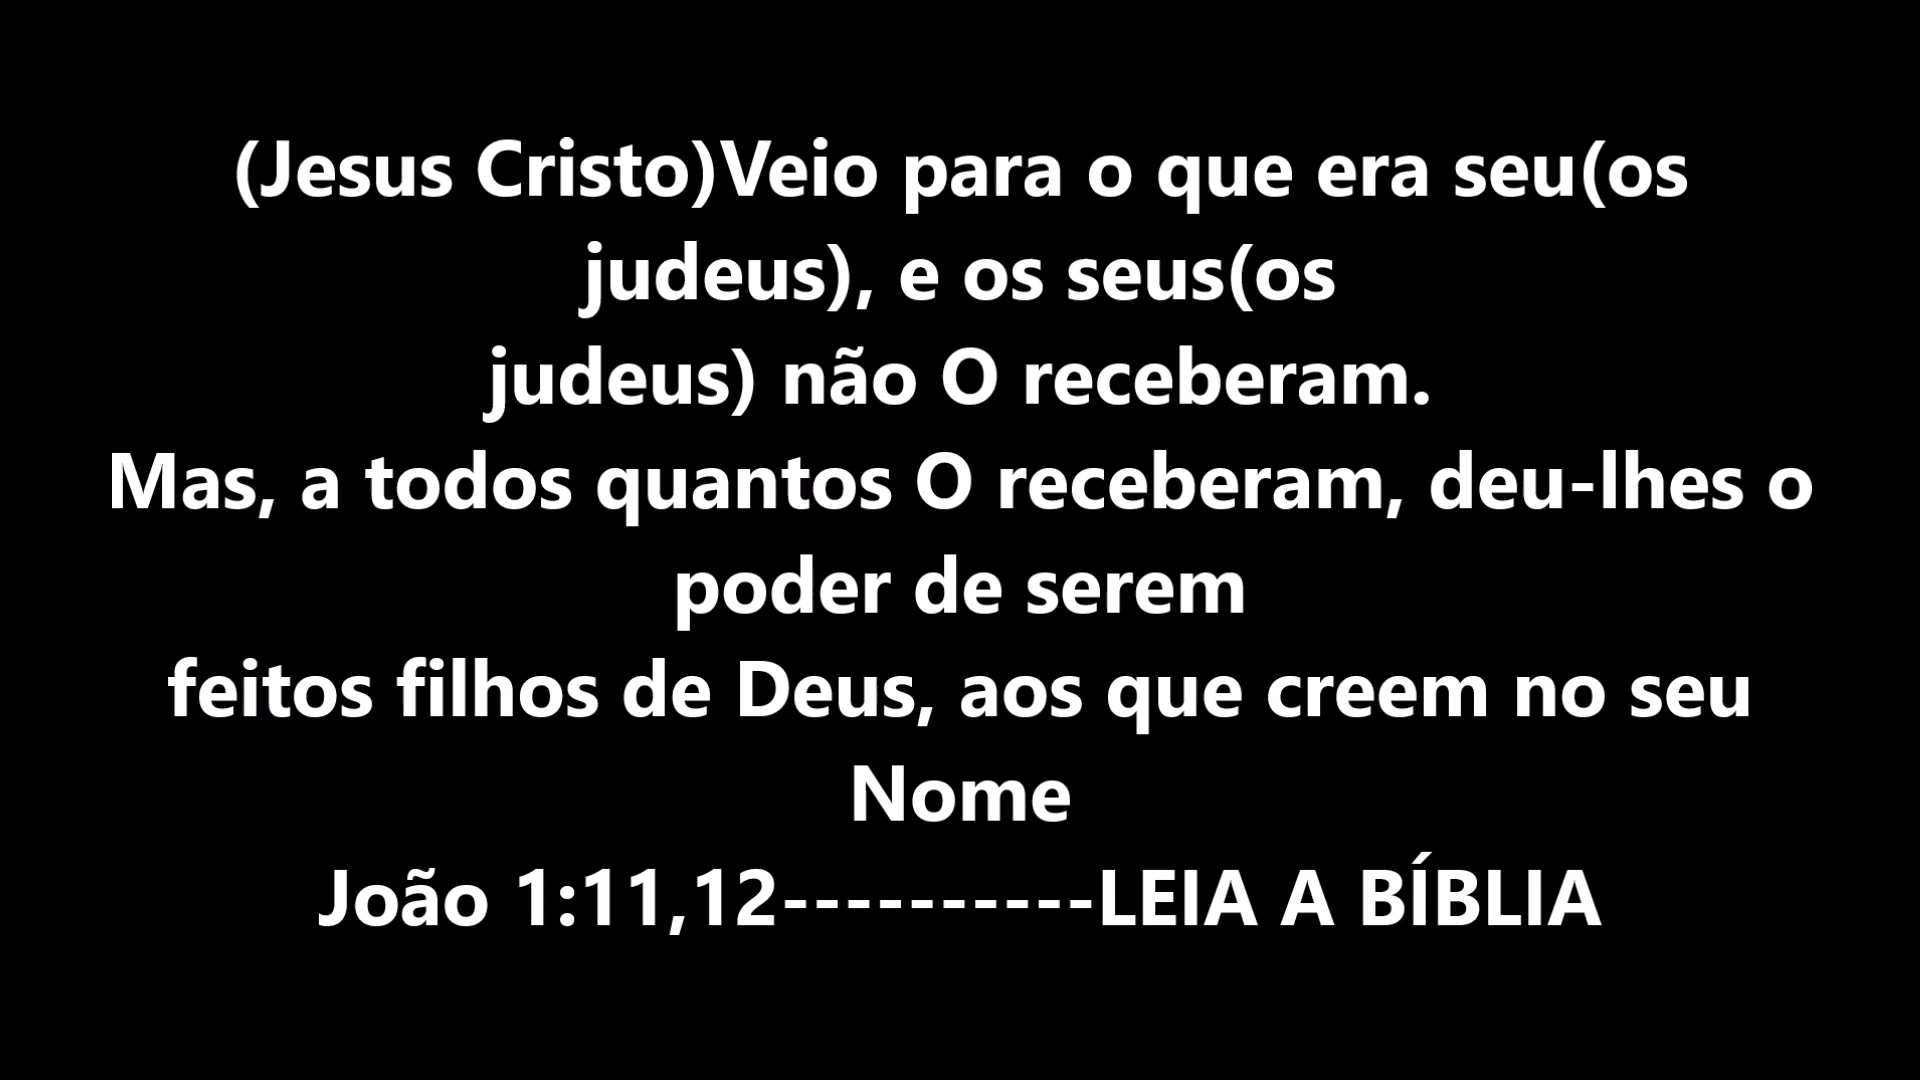 (Jesus Cristo)Veio para o que era seu(os
judeus), e os seus(os
judeus) não O receberam.
Mas, a todos quantos O receberam, deu-lhes o
poder de serem
feitos filhos de Deus, aos que creem no seu
Nome
João 1:11,12----------LEIA A BÍBLIA